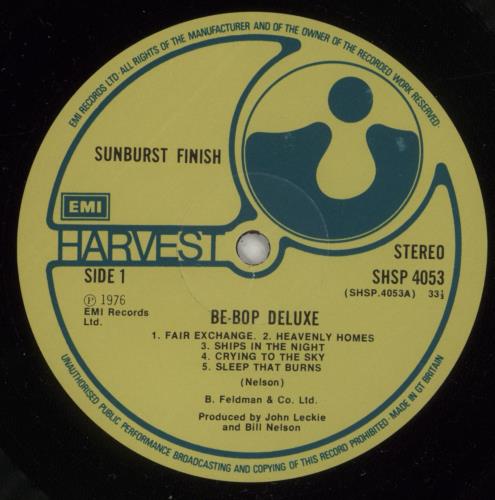 EMI RECORDS LTD· ALL RIGHTS OF THE MANUFACTURER AND OF THE OWNER OF THE RECORDED WORK RESERVED·
SUNBURST FINISH
EMI
HARVEST
SIDE 1
℗ 1976
EMI Records
Ltd.
STEREO
SHSP 4053
(SHSP.4053A) 33⅓
BE-BOP DELUXE
1. FAIR EXCHANGE. 2. HEAVENLY HOMES
3. SHIPS IN THE NIGHT
4. CRYING TO THE SKY
5. SLEEP THAT BURNS
(Nelson)
B. Feldman & Co. Ltd.
Produced by John Leckie
and Bill Nelson
UNAUTHORISED PUBLIC PERFORMANCE BROADCASTING AND COPYING OF THIS RECORD PROHIBITED· MADE IN GT BRITAIN